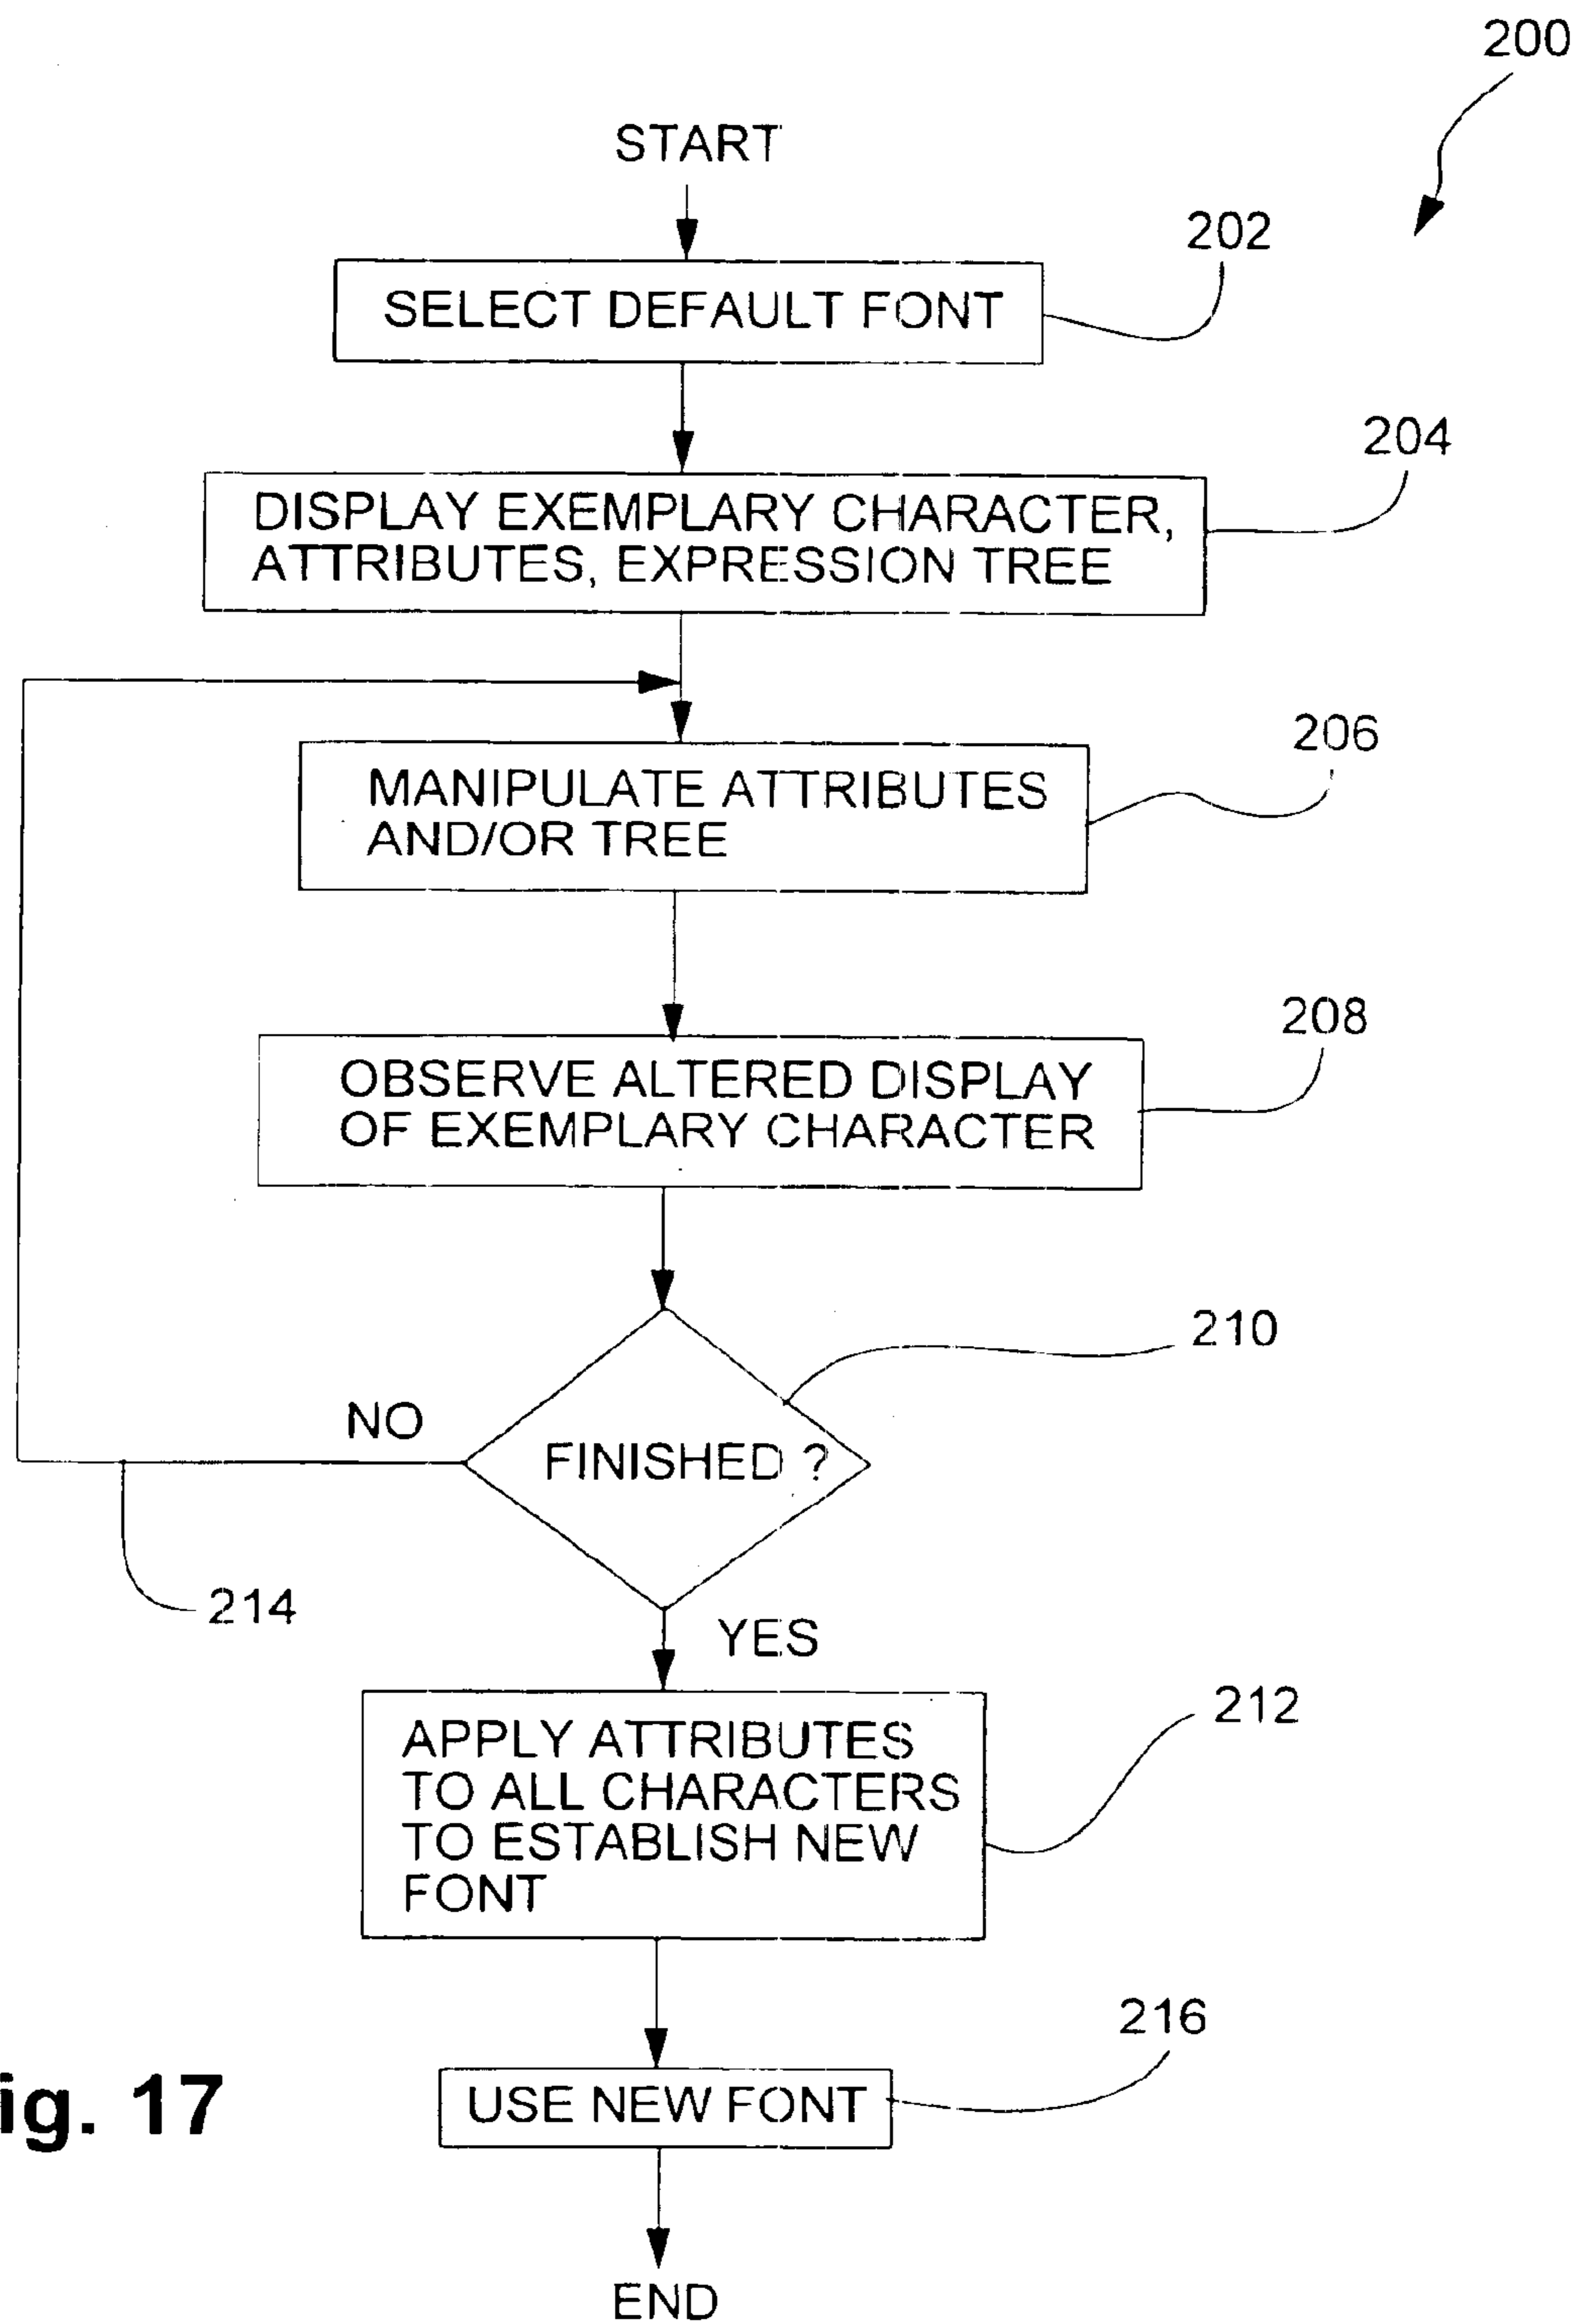 200
START
202
SELECT DEFAULT FONT
204
DISPLAY EXEMPLARY CHARACTER,
ATTRIBUTES, EXPRESSION TREE
206
MANIPULATE ATTRIBUTES
AND/OR TREE
208
OBSERVE ALTERED DISPLAY
OF EXEMPLARY CHARACTER
210
NO
FINISHED ?
214
YES
212
APPLY ATTRIBUTES
TO ALL CHARACTERS
TO ESTABLISH NEW
FONT
216
USE NEW FONT
ig. 17
END